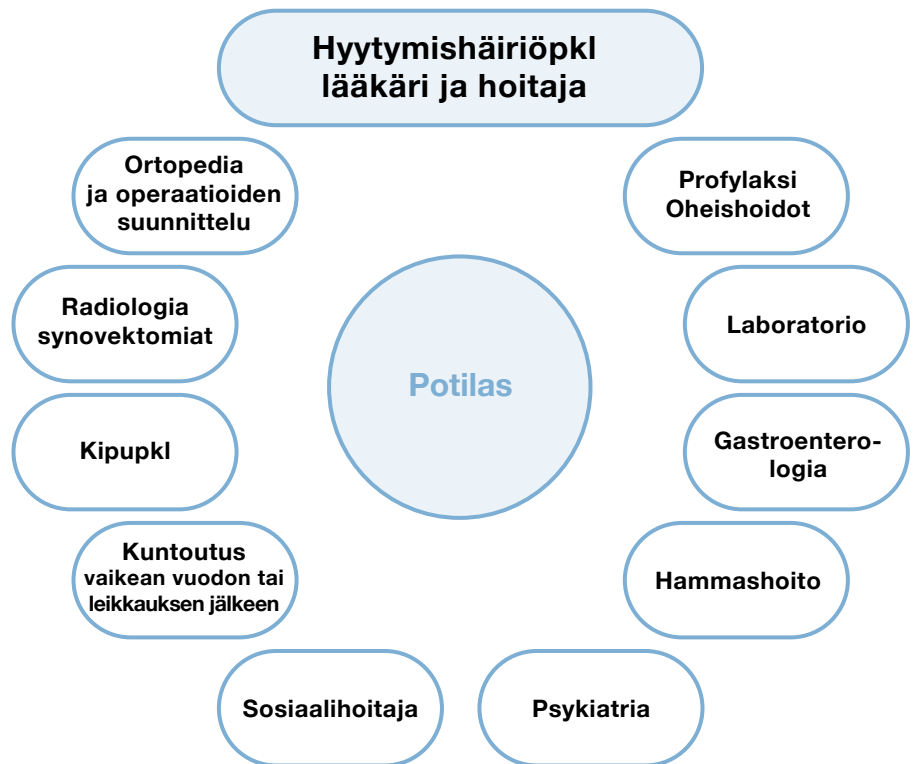 Hyytymishäiriöpkl
lääkäri ja hoitaja
Ortopedia
ja operaatioiden
suunnittelu
Profylaksi
Oheishoidot
Radiologia
synovektomiat
Laboratorio
Potilas
Kipupkl
Gastroentero-
logia
Kuntoutus
vaikean vuodon tai
leikkauksen jälkeen
Hammashoito
Sosiaalihoitaja
Psykiatria